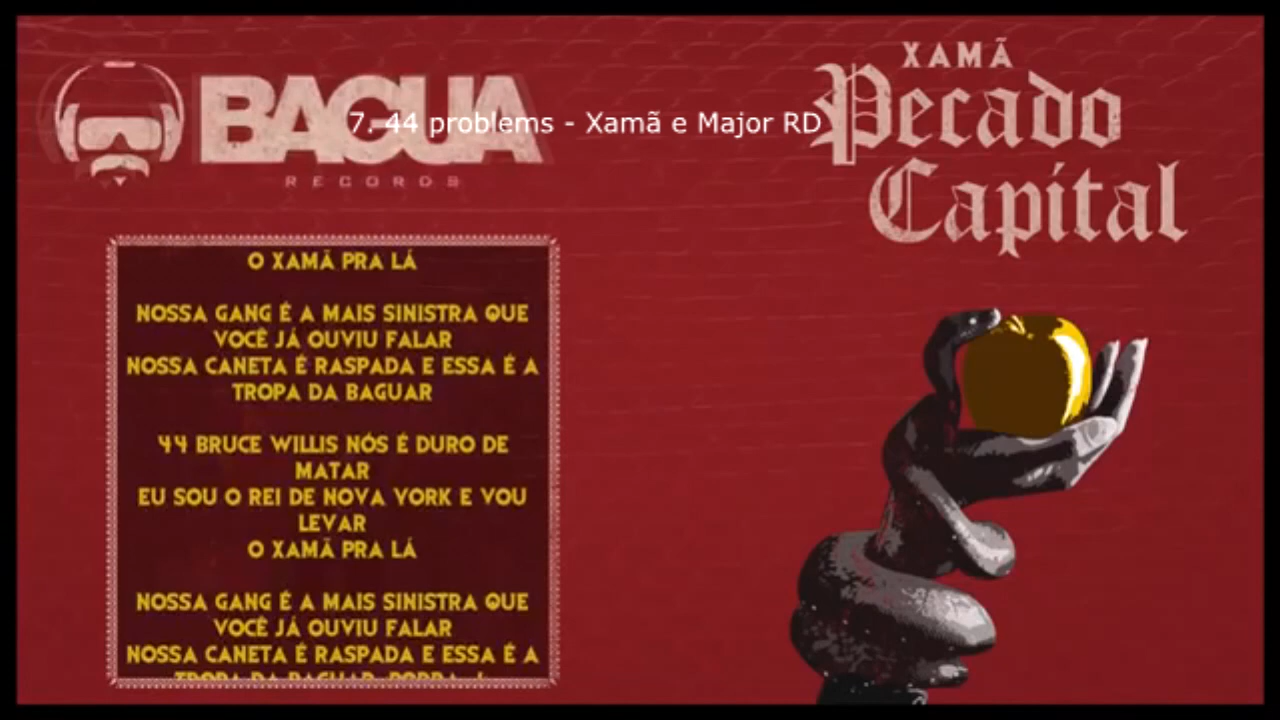 BAGUA
RECORDS
7. 44 problems - Xamã e Major RD
XAMÃ
Pecado
Capital
O XAMÃ PRA LÁ
NOSSA GANG É A MAIS SINISTRA QUE
VOCÊ JÁ OUVIU FALAR
NOSSA CANETA É RASPADA E ESSA É A
TROPA DA BAGUAR
44 BRUCE WILLIS NÓS É DURO DE
MATAR
EU SOU O REI DE NOVA YORK E VOU
LEVAR
O XAMÃ PRA LÁ
NOSSA GANG É A MAIS SINISTRA QUE
VOCÊ JÁ OUVIU FALAR
NOSSA CANETA É RASPADA E ESSA É A
TROPA DA BAGUAR